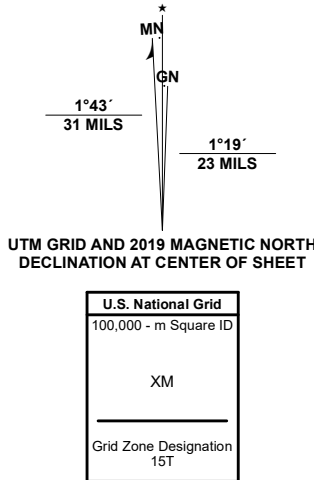 ★
MN
GN
1°43´
31 MILS
1°19´
23 MILS
UTM GRID AND 2019 MAGNETIC NORTH
DECLINATION AT CENTER OF SHEET
U.S. National Grid
100,000 - m Square ID
XM
Grid Zone Designation
15T